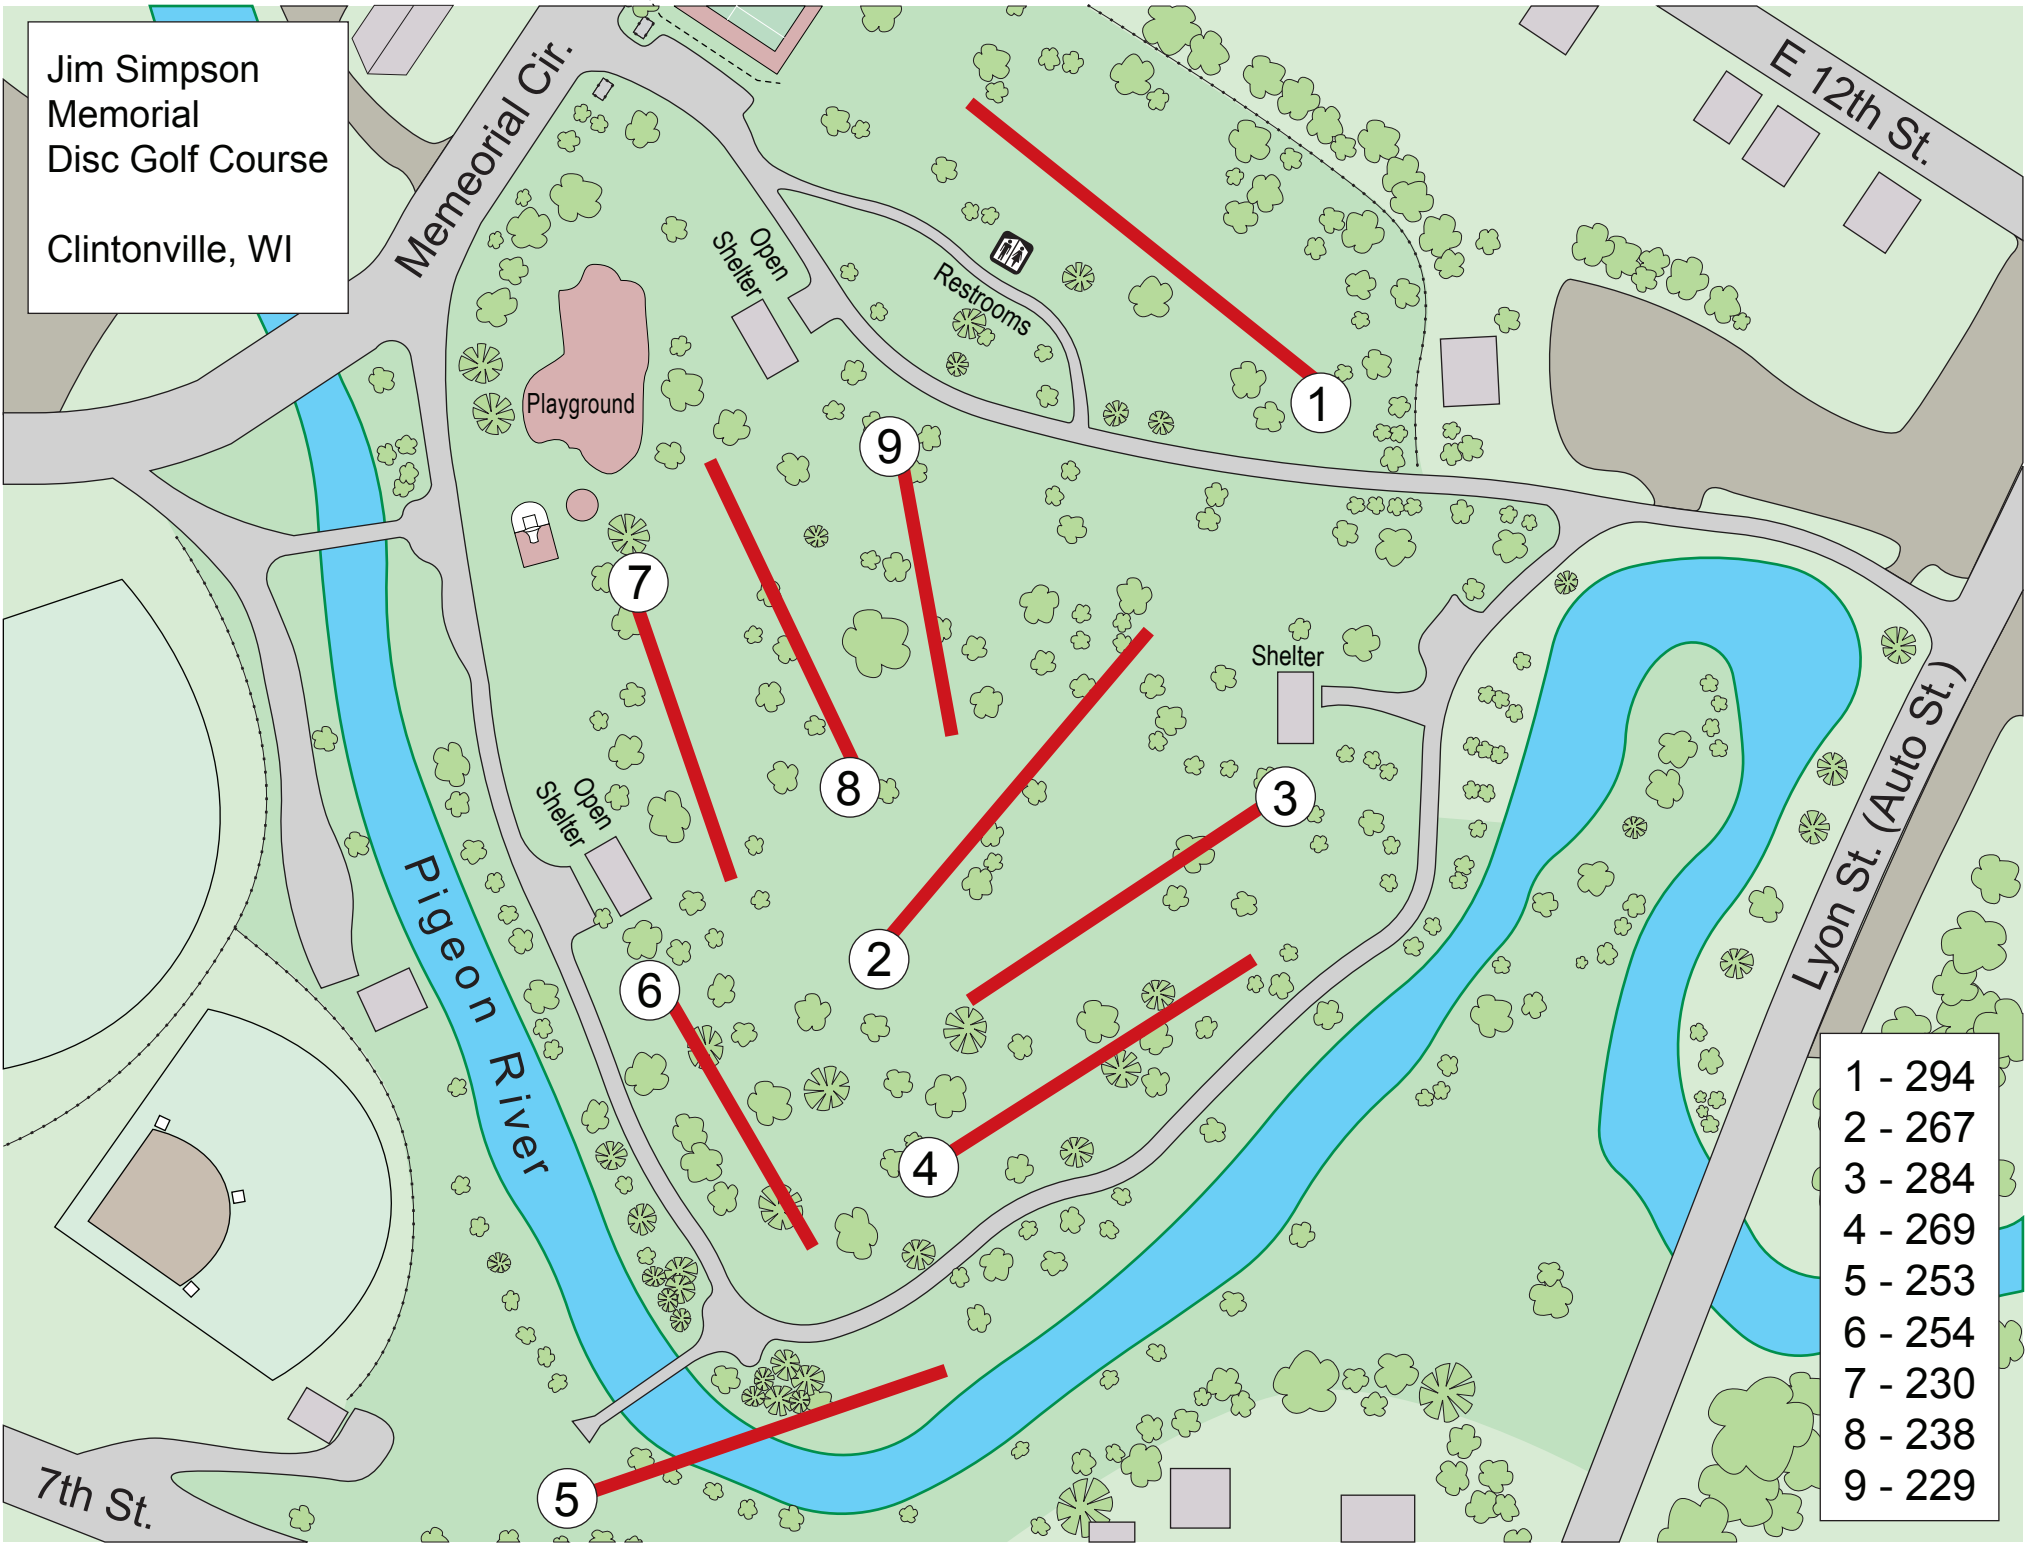 Jim Simpson
Memorial
Disc Golf Course
Clintonville, WI
Memeorial Cir.
E 12th St.
Open
Shelter
Restrooms
1
Playground
9
7
Shelter
8
3
Open
Shelter
2
6
4
5
Pigeon River
Lyon St. (Auto St.)
7th St.
1 - 294
2 - 267
3 - 284
4 - 269
5 - 253
6 - 254
7 - 230
8 - 238
9 - 229